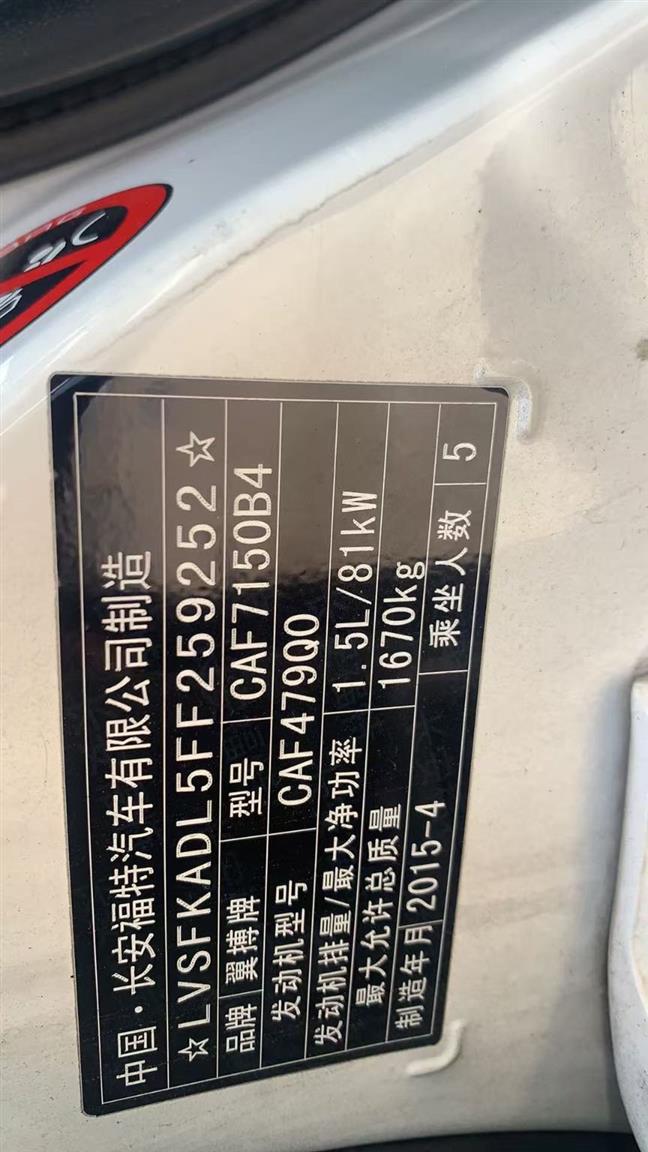 中国·长安福特汽车有限公司制造
☆LVSFKADL5FF259252☆
品牌 翼搏牌 型号 CAF7150B4
发动机型号 CAF479Q0
发动机排量/最大净功率 1.5L/81kW
最大允许总质量 1670kg
制造年月 2015-4 乘坐人数 5